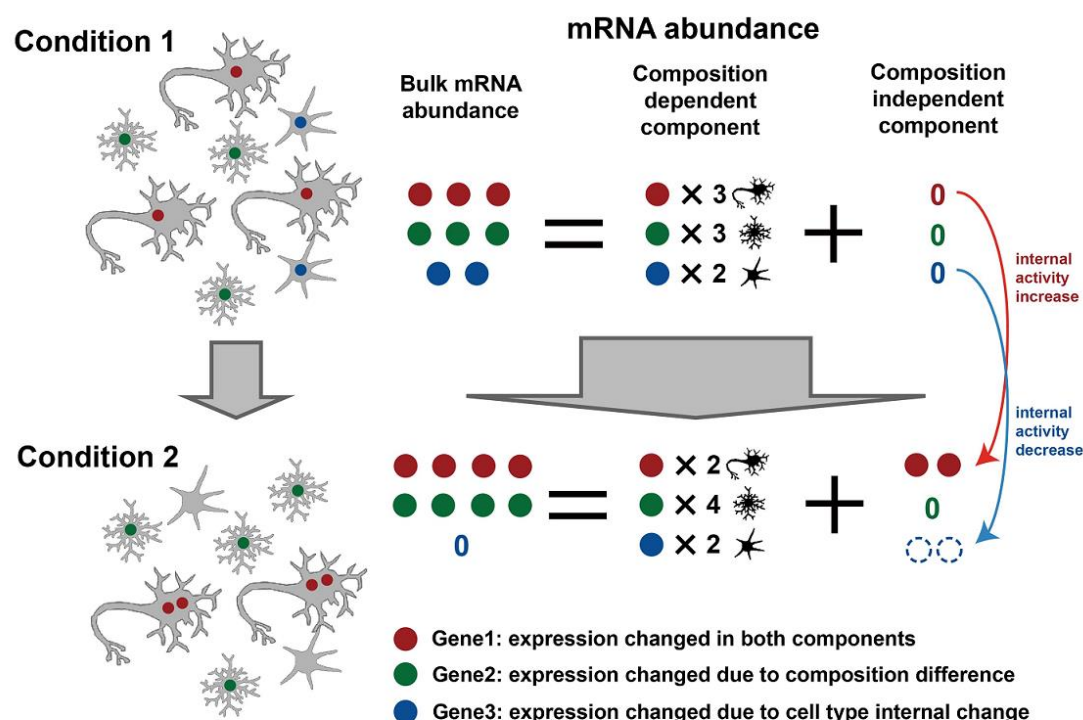 Condition 1
mRNA abundance
Bulk mRNA
abundance
Composition
dependent
component
Composition
independent
component
× 3
0
= × 3 + 0
× 2
0
internal
activity
increase
Condition 2
internal
activity
decrease
× 2
= × 4 + 0
0 × 2
Gene1: expression changed in both components
Gene2: expression changed due to composition difference
Gene3: expression changed due to cell type internal change